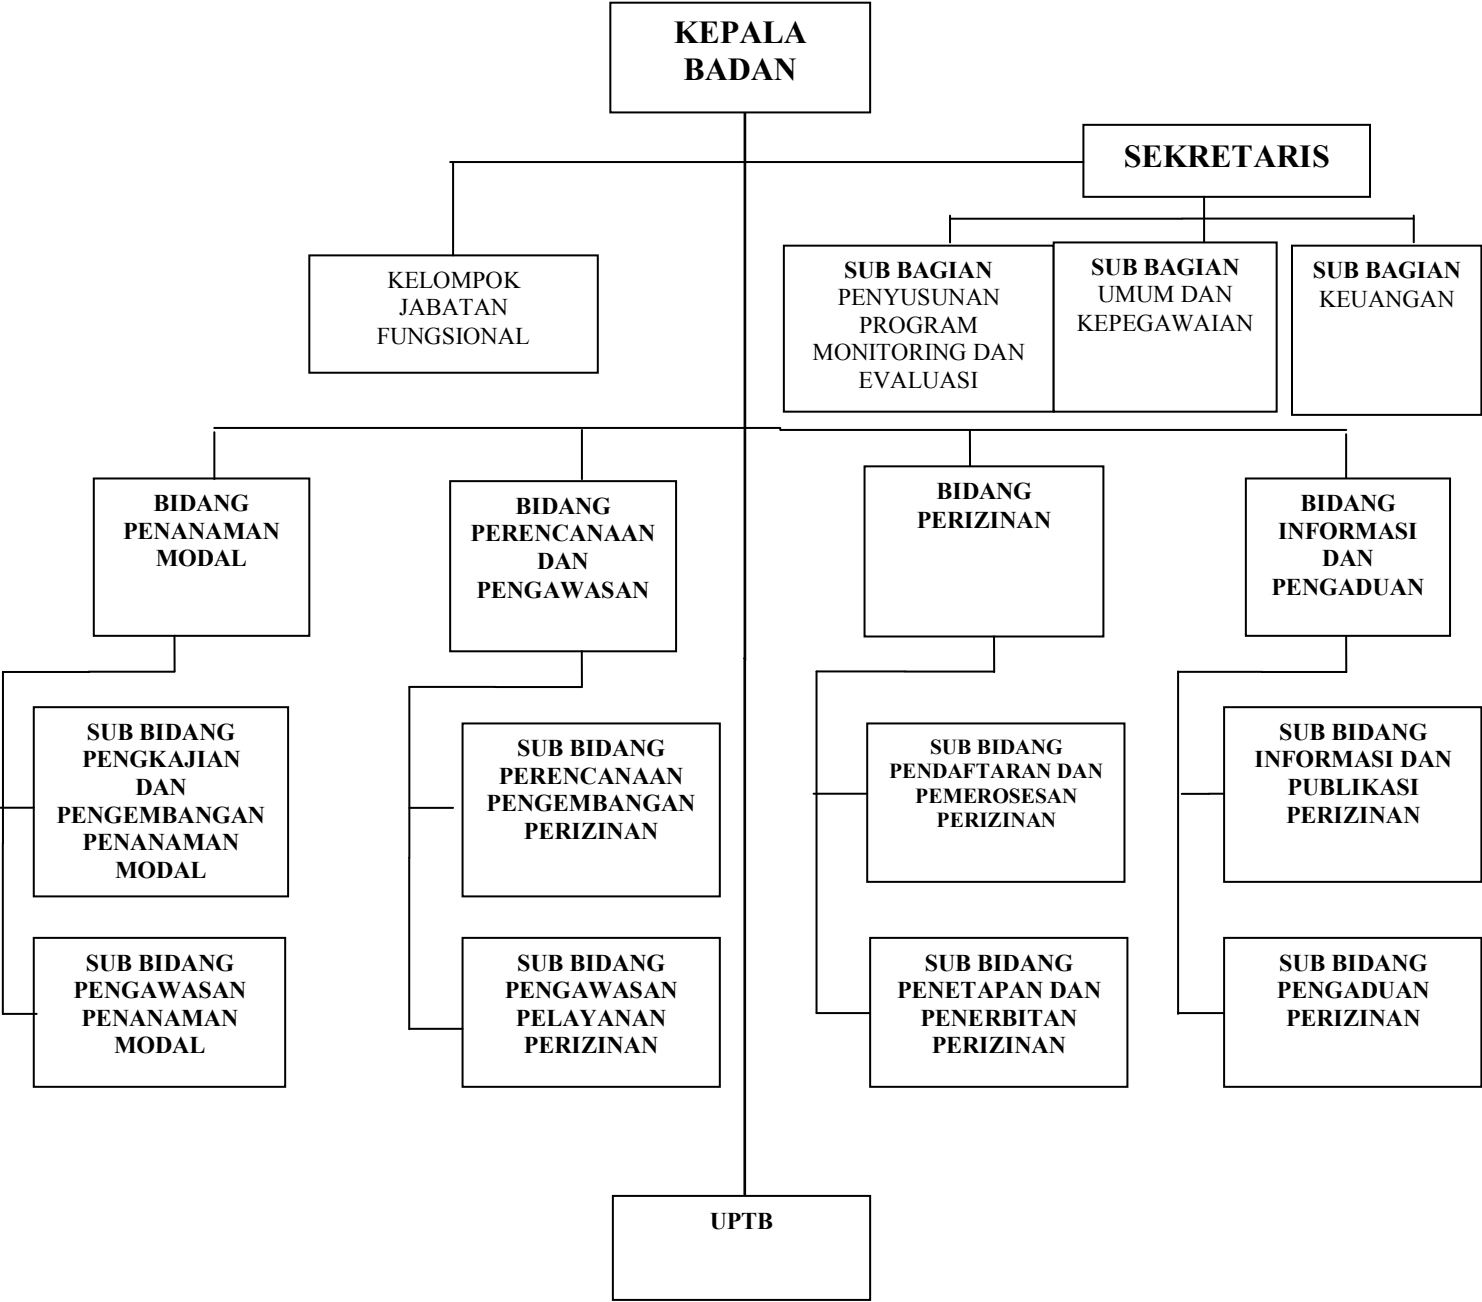 KEPALA
BADAN
SEKRETARIS
KELOMPOK
JABATAN
FUNGSIONAL
SUB BAGIAN
PENYUSUNAN
PROGRAM
MONITORING DAN
EVALUASI
SUB BAGIAN
UMUM DAN
KEPEGAWAIAN
SUB BAGIAN
KEUANGAN
BIDANG
PENANAMAN
MODAL
BIDANG
PERENCANAAN
DAN
PENGAWASAN
BIDANG
PERIZINAN
BIDANG
INFORMASI
DAN
PENGADUAN
SUB BIDANG
PENGKAJIAN
DAN
PENGEMBANGAN
PENANAMAN
MODAL
SUB BIDANG
PERENCANAAN
PENGEMBANGAN
PERIZINAN
SUB BIDANG
PENDAFTARAN DAN
PEMEROSESAN
PERIZINAN
SUB BIDANG
INFORMASI DAN
PUBLIKASI
PERIZINAN
SUB BIDANG
PENGAWASAN
PENANAMAN
MODAL
SUB BIDANG
PENGAWASAN
PELAYANAN
PERIZINAN
SUB BIDANG
PENETAPAN DAN
PENERBITAN
PERIZINAN
SUB BIDANG
PENGADUAN
PERIZINAN
UPTB